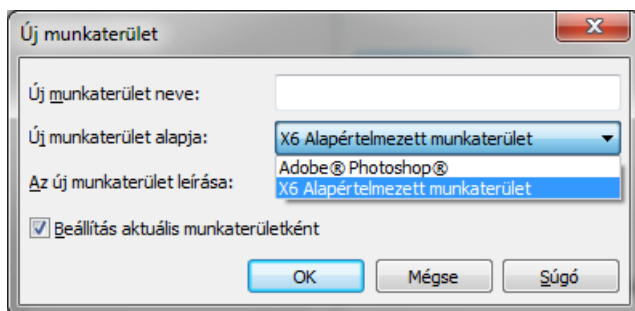 Új munkaterület
Új munkaterület neve:
Új munkaterület alapja: X6 Alapértelmezett munkaterület
Adobe® Photoshop®
Az új munkaterület leírása: X6 Alapértelmezett munkaterület
Beállítás aktuális munkaterületként
OK Mégse Súgó